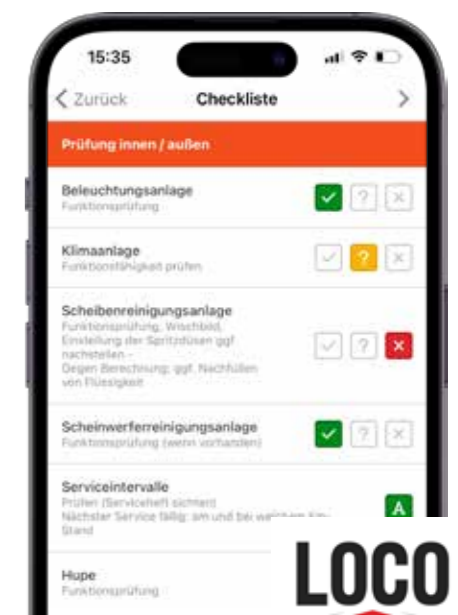 15:35
Zurück
Checkliste
Prüfung innen / außen
Beleuchtungsanlage
Funktionsprüfung
Klimaanlage
Funktionsfähigkeit prüfen
Scheibenreinigungsanlage
Funktionsprüfung, Wischbild,
Einstellung der Spritzdüsen ggf
nachstellen -
Gegen Berechnung: ggf. Nachfüllen
von Flüssigkeit
Scheinwerferreinigungsanlage
Funktionsprüfung (wenn vorhanden)
Serviceintervalle
A
Prüfen (Serviceheft sichten)
Nächster Service fällig: am und bei
Stand
Hupe
Funktionsprüfung
LOCO